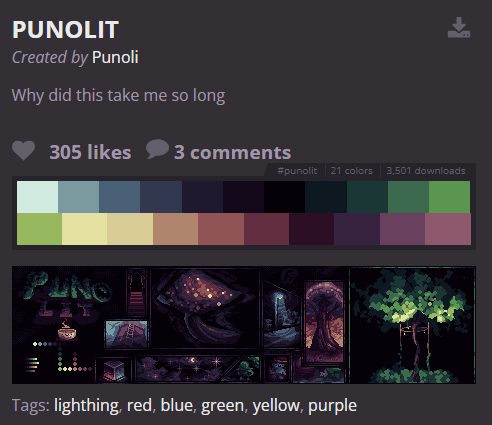 PUNOLIT
Created by Punoli
Why did this take me so long
305 likes 3 comments
#punolit 21 colors 3,501 downloads
PUNO
LIT
Tags: lighthing, red, blue, green, yellow, purple